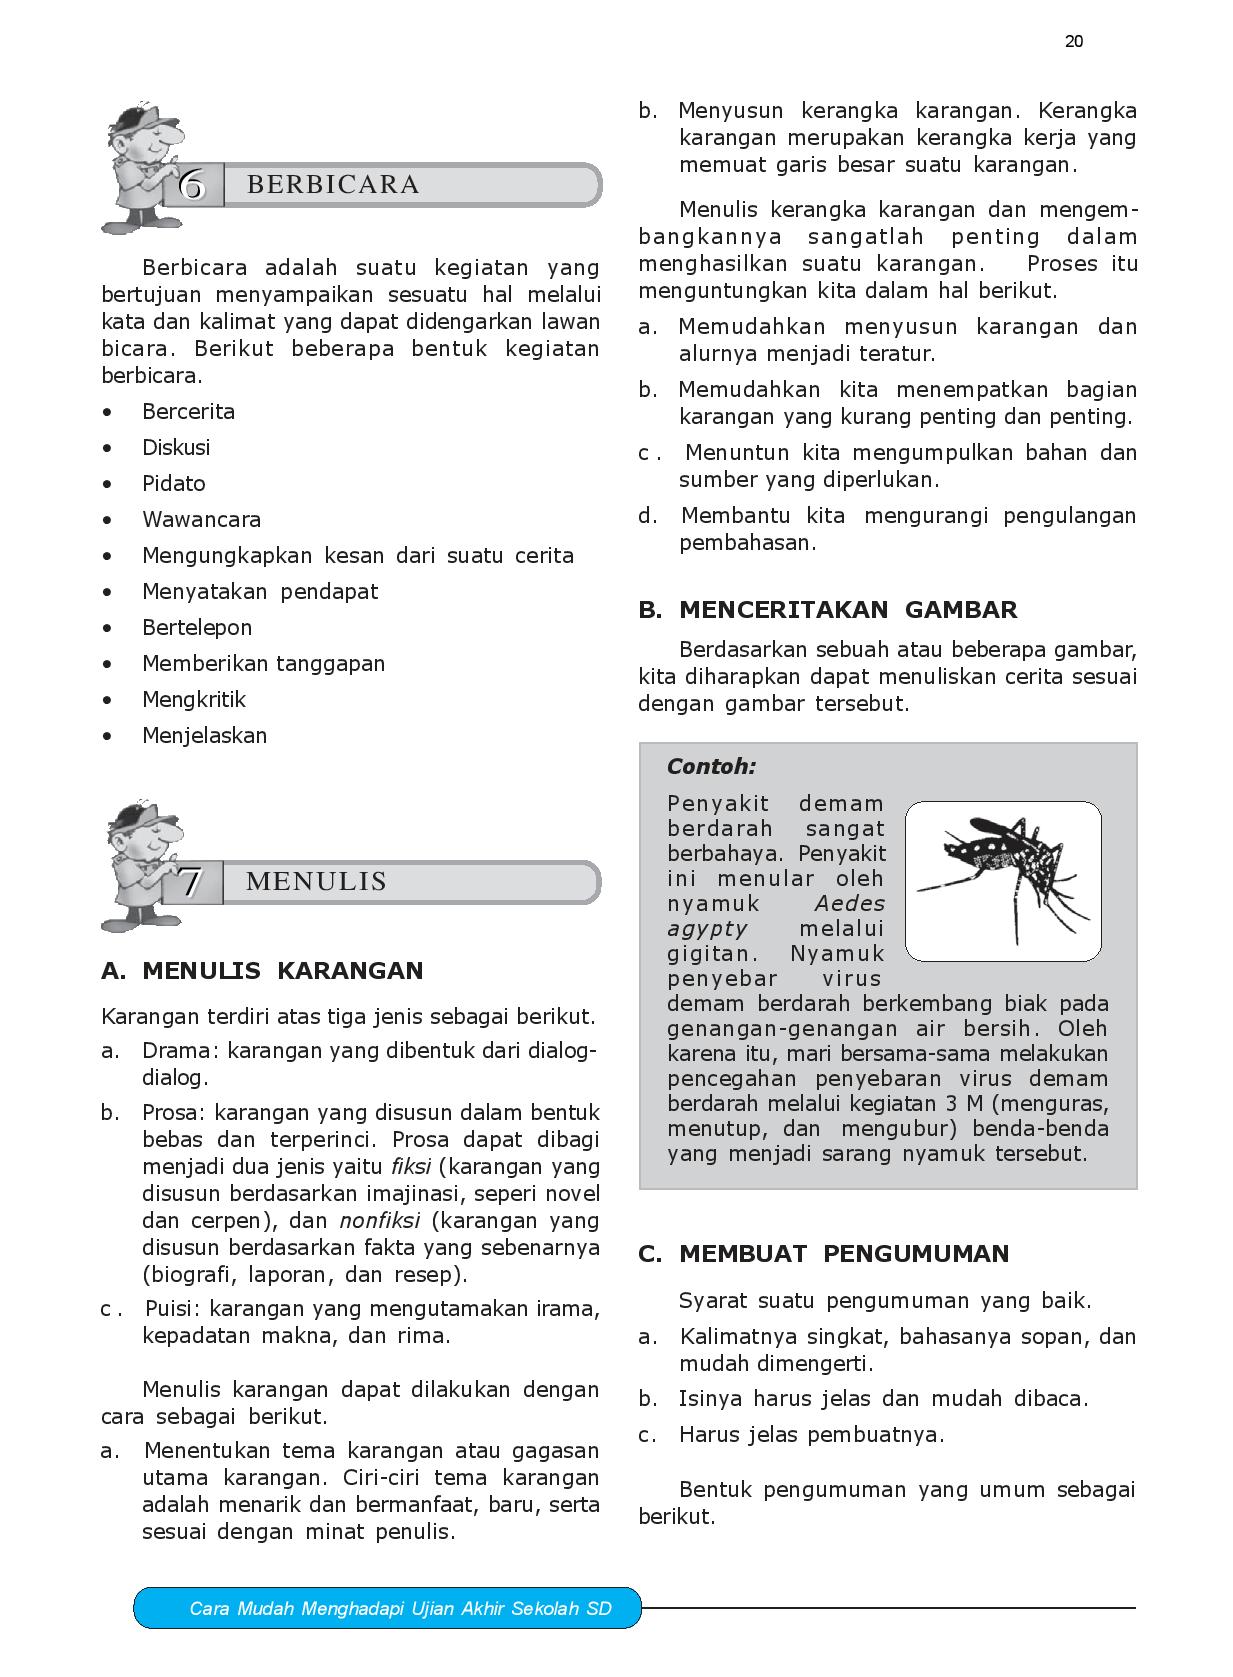 20
6 BERBICARA
Berbicara adalah suatu kegiatan yang
bertujuan menyampaikan sesuatu hal melalui
kata dan kalimat yang dapat didengarkan lawan
bicara. Berikut beberapa bentuk kegiatan
berbicara.
• Bercerita
• Diskusi
• Pidato
• Wawancara
• Mengungkapkan kesan dari suatu cerita
• Menyatakan pendapat
• Bertelepon
• Memberikan tanggapan
• Mengkritik
• Menjelaskan
7 MENULIS
A. MENULIS KARANGAN
Karangan terdiri atas tiga jenis sebagai berikut.
a. Drama: karangan yang dibentuk dari dialog-
dialog.
b. Prosa: karangan yang disusun dalam bentuk
bebas dan terperinci. Prosa dapat dibagi
menjadi dua jenis yaitu fiksi (karangan yang
disusun berdasarkan imajinasi, seperi novel
dan cerpen), dan nonfiksi (karangan yang
disusun berdasarkan fakta yang sebenarnya
(biografi, laporan, dan resep).
c. Puisi: karangan yang mengutamakan irama,
kepadatan makna, dan rima.
Menulis karangan dapat dilakukan dengan
cara sebagai berikut.
a. Menentukan tema karangan atau gagasan
utama karangan. Ciri-ciri tema karangan
adalah menarik dan bermanfaat, baru, serta
sesuai dengan minat penulis.
b. Menyusun kerangka karangan. Kerangka
karangan merupakan kerangka kerja yang
memuat garis besar suatu karangan.
Menulis kerangka karangan dan mengem-
bangkannya sangatlah penting dalam
menghasilkan suatu karangan. Proses itu
menguntungkan kita dalam hal berikut.
a. Memudahkan menyusun karangan dan
alurnya menjadi teratur.
b. Memudahkan kita menempatkan bagian
karangan yang kurang penting dan penting.
c. Menuntun kita mengumpulkan bahan dan
sumber yang diperlukan.
d. Membantu kita mengurangi pengulangan
pembahasan.
B. MENCERITAKAN GAMBAR
Berdasarkan sebuah atau beberapa gambar,
kita diharapkan dapat menuliskan cerita sesuai
dengan gambar tersebut.
Contoh:
Penyakit demam
berdarah sangat
berbahaya. Penyakit
ini menular oleh
nyamuk Aedes
agypty melalui
gigitan. Nyamuk
penyebar virus
demam berdarah berkembang biak pada
genangan-genangan air bersih. Oleh
karena itu, mari bersama-sama melakukan
pencegahan penyebaran virus demam
berdarah melalui kegiatan 3 M (menguras,
menutup, dan mengubur) benda-benda
yang menjadi sarang nyamuk tersebut.
C. MEMBUAT PENGUMUMAN
Syarat suatu pengumuman yang baik.
a. Kalimatnya singkat, bahasanya sopan, dan
mudah dimengerti.
b. Isinya harus jelas dan mudah dibaca.
c. Harus jelas pembuatnya.
Bentuk pengumuman yang umum sebagai
berikut.
Cara Mudah Menghadapi Ujian Akhir Sekolah SD